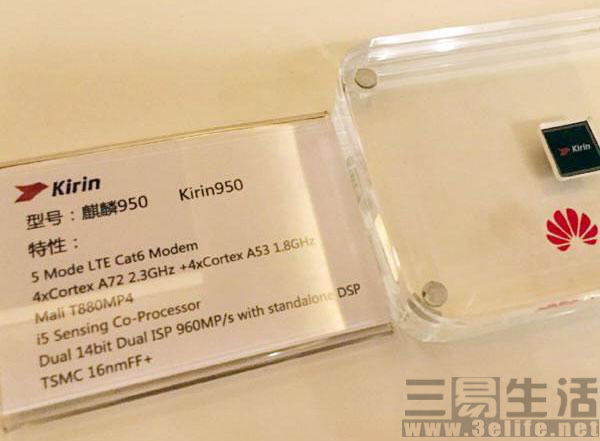 Kirin
型号：麒麟950 Kirin950
特性：
5 Mode LTE Cat6 Modem
4xCortex A72 2.3GHz +4xCortex A53 1.8GHz
Mali T880MP4
i5 Sensing Co-Processor
Dual 14bit Dual ISP 960MP/s with standalone DSP
TSMC 16nmFF+
Kirin
三易生活
www.3elife.net